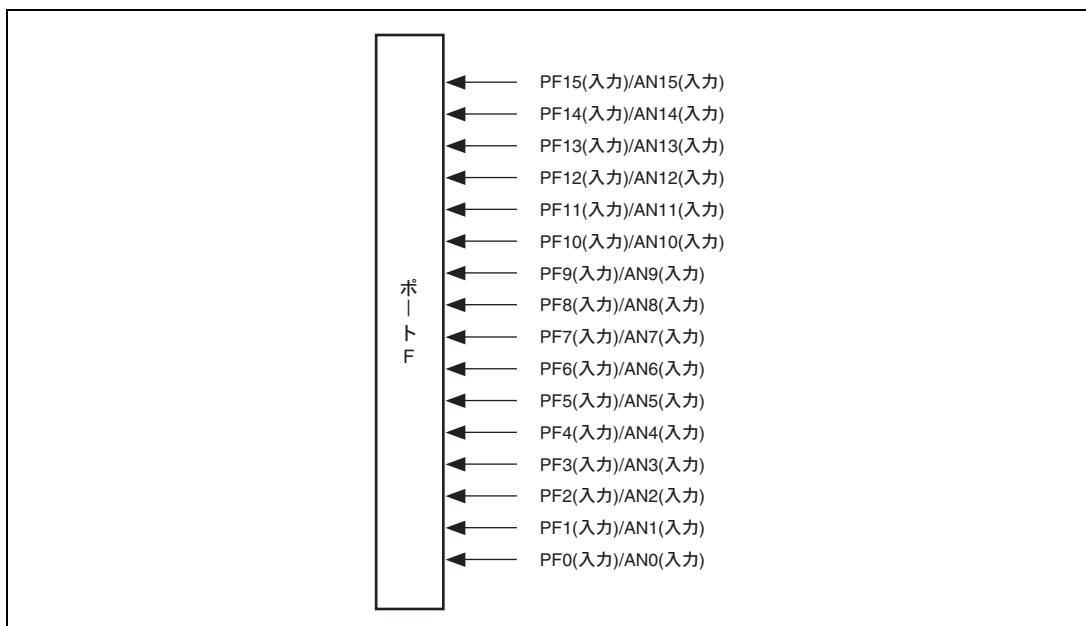 ポートF
PF15(入力)/AN15(入力)
PF14(入力)/AN14(入力)
PF13(入力)/AN13(入力)
PF12(入力)/AN12(入力)
PF11(入力)/AN11(入力)
PF10(入力)/AN10(入力)
PF9(入力)/AN9(入力)
PF8(入力)/AN8(入力)
PF7(入力)/AN7(入力)
PF6(入力)/AN6(入力)
PF5(入力)/AN5(入力)
PF4(入力)/AN4(入力)
PF3(入力)/AN3(入力)
PF2(入力)/AN2(入力)
PF1(入力)/AN1(入力)
PF0(入力)/AN0(入力)